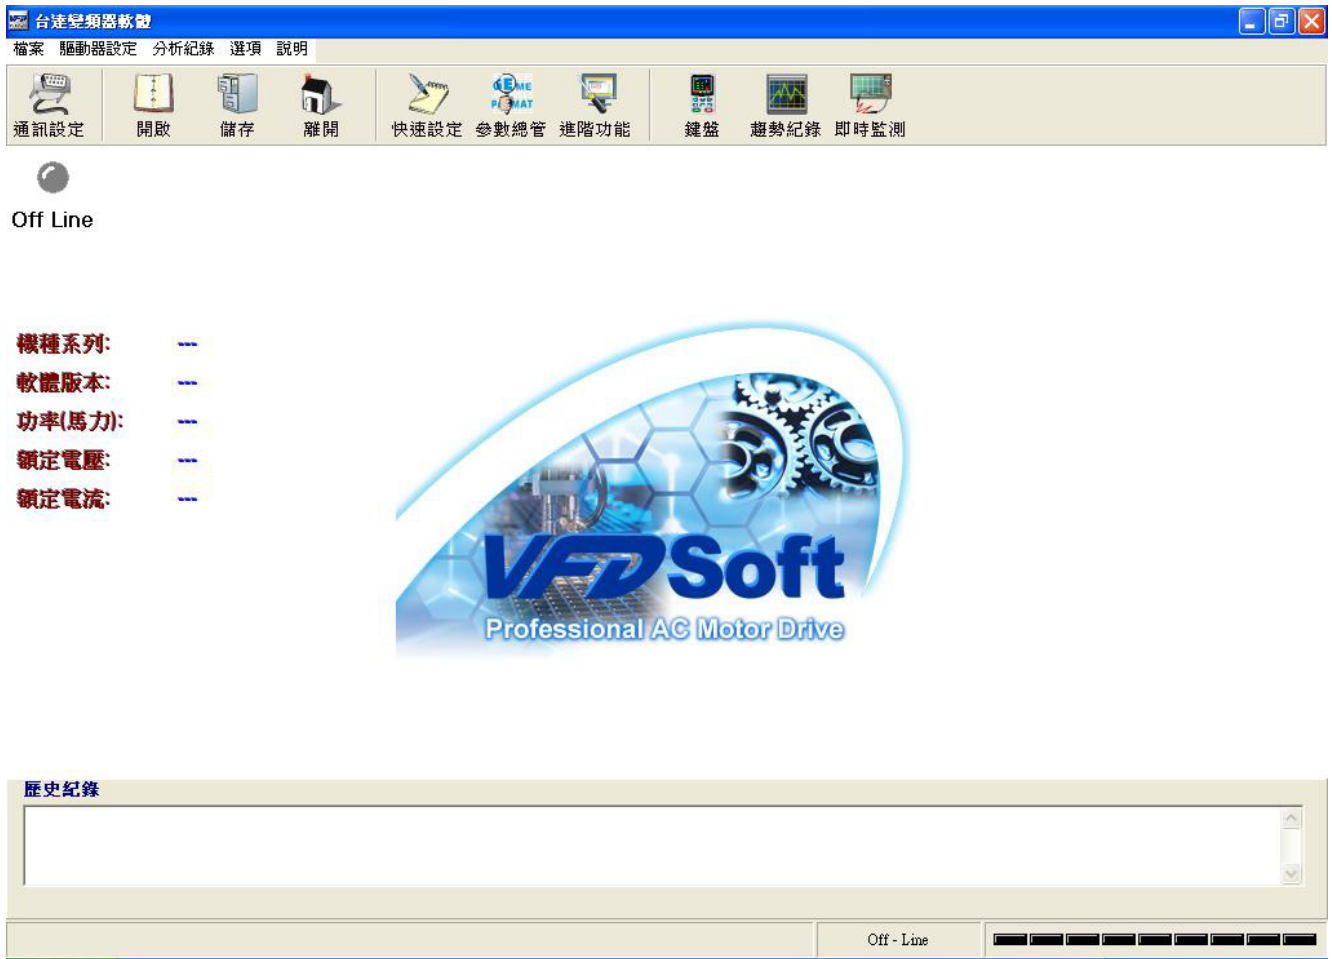 台達變頻器軟體
檔案 驅動器設定 分析紀錄 選項 説明
通訊設定 開啟 儲存 離開 快速設定 參數總管 進階功能 鍵盤 趨勢紀錄 即時監測
Off Line
機種系列: ---
軟體版本: ---
功率(馬力): ---
額定電壓: ---
額定電流: ---
VFDSoft
Professional AC Motor Drive
歷史紀錄
Off - Line